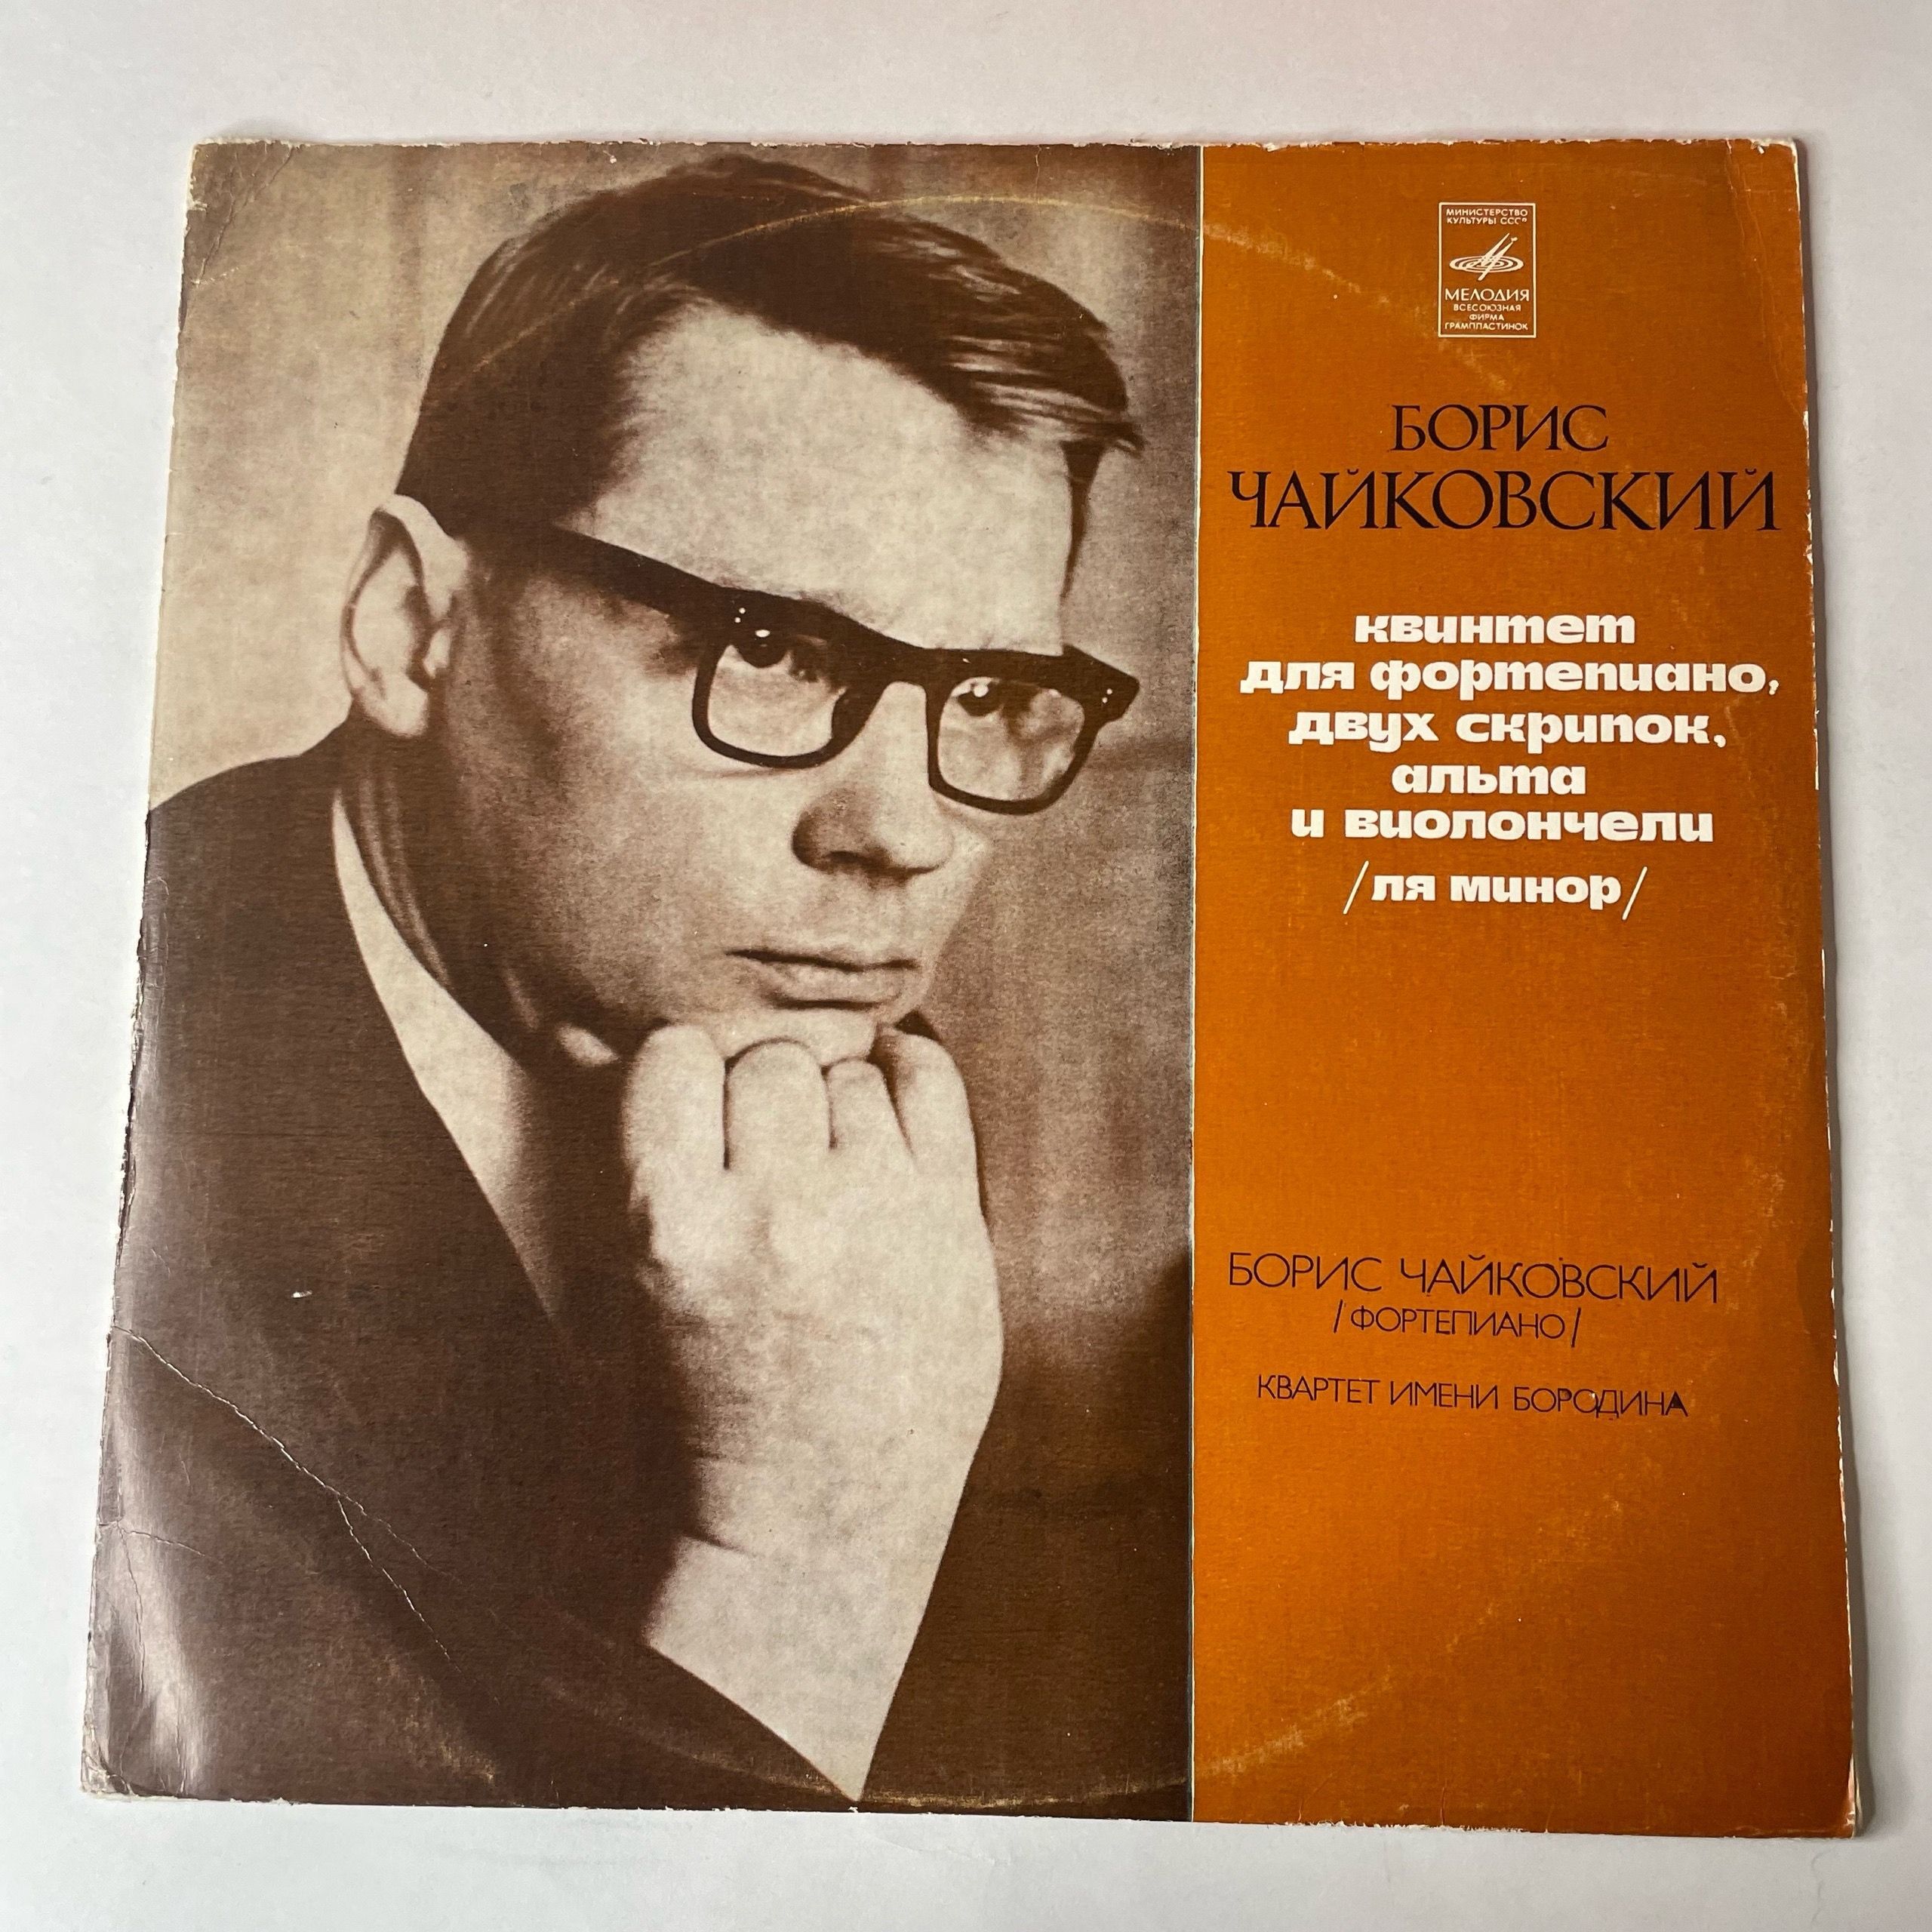 МИНИСТЕРСТВО
КУЛЬТУРЫ СССР
МЕЛОДИЯ
ВСЕСОЮЗНАЯ
ФИРМА
ГРАМПЛАСТИНОК
БОРИС
ЧАЙКОВСКИЙ
квинтет
для фортепиано,
двух скрипок,
альта
и виолончели
/ля минор/
БОРИС ЧАЙКОВСКИЙ
/ФОРТЕПИАНО/
КВАРТЕТ ИМЕНИ БОРОДИНА